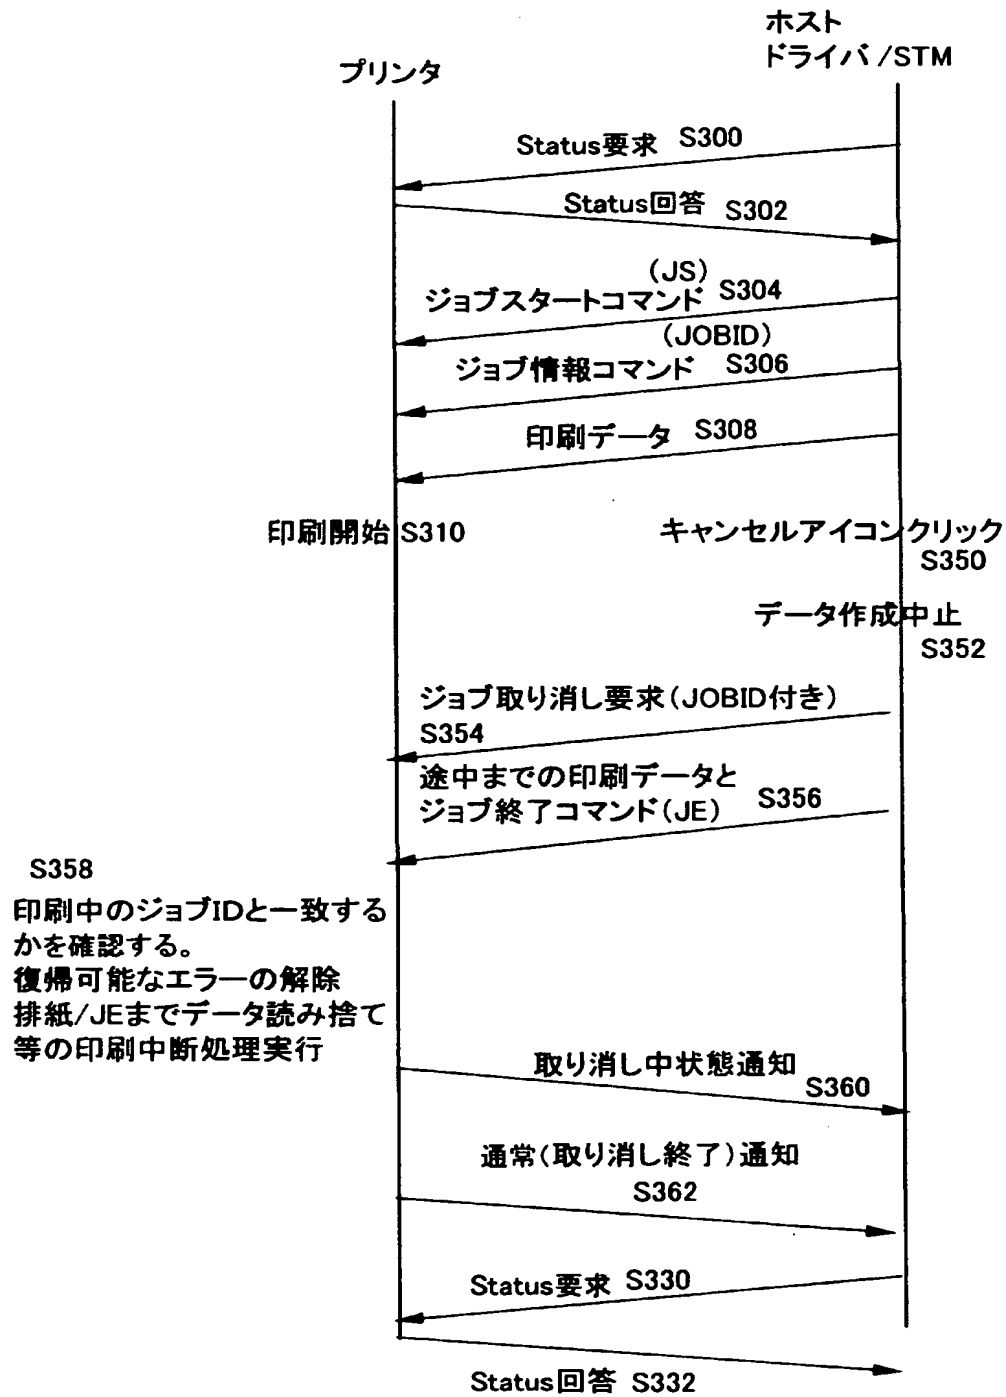 ホスト
ドライバ/STM
プリンタ
Status要求 S300
Status回答 S302
(JS)
ジョブスタートコマンド S304
(JOBID)
ジョブ情報コマンド S306
印刷データ S308
印刷開始 S310
キャンセルアイコンクリック
S350
データ作成中止
S352
ジョブ取り消し要求(JOBID付き)
S354
途中までの印刷データと
ジョブ終了コマンド(JE) S356
S358
印刷中のジョブIDと一致する
かを確認する。
復帰可能なエラーの解除
排紙/JEまでデータ読み捨て
等の印刷中断処理実行
取り消し中状態通知
S360
通常(取り消し終了)通知
S362
Status要求 S330
Status回答 S332